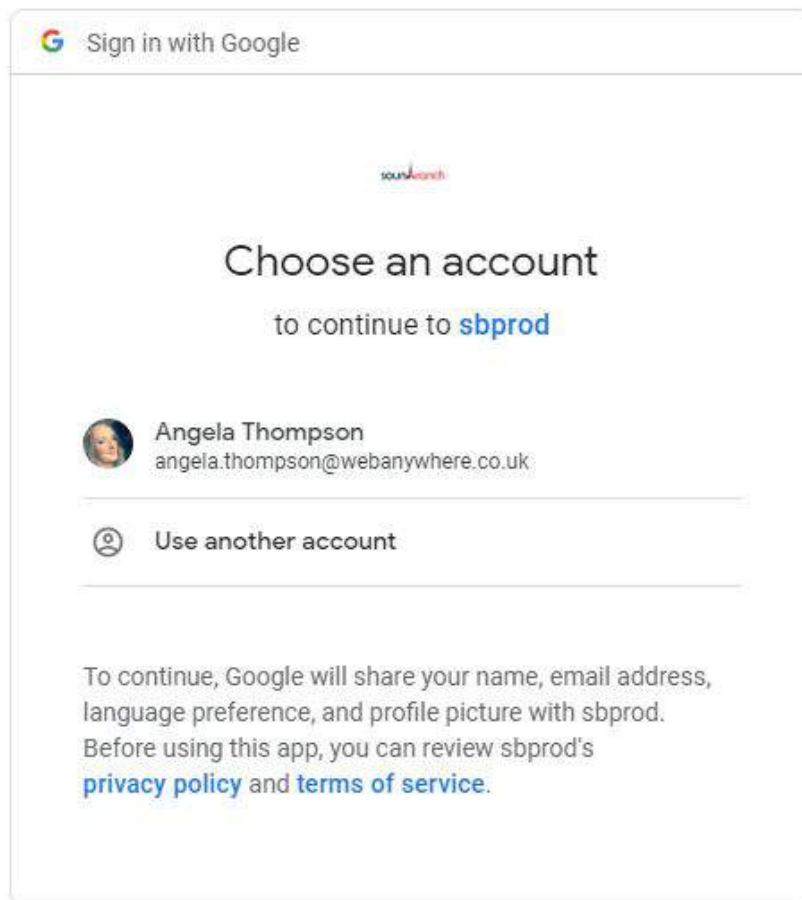 Sign in with Google
soundbranch
Choose an account
to continue to sbprod
Angela Thompson
angela.thompson@webanywhere.co.uk
Use another account
To continue, Google will share your name, email address,
language preference, and profile picture with sbprod.
Before using this app, you can review sbprod's
privacy policy and terms of service.